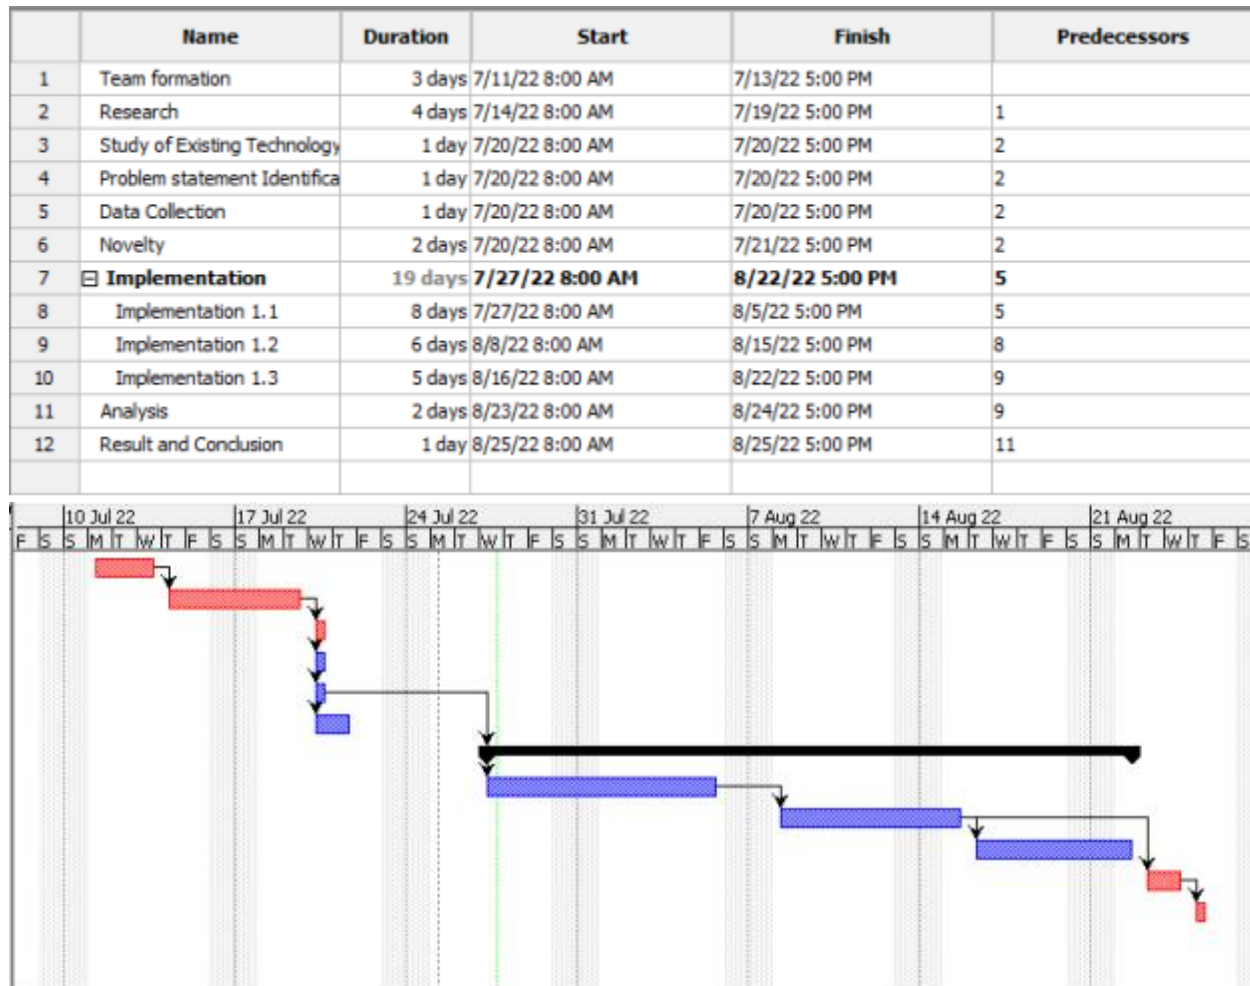 Name Duration Start Finish Predecessors
1 Team formation 3 days 7/11/22 8:00 AM 7/13/22 5:00 PM
2 Research 4 days 7/14/22 8:00 AM 7/19/22 5:00 PM 1
3 Study of Existing Technology 1 day 7/20/22 8:00 AM 7/20/22 5:00 PM 2
4 Problem statement Identifica 1 day 7/20/22 8:00 AM 7/20/22 5:00 PM 2
5 Data Collection 1 day 7/20/22 8:00 AM 7/20/22 5:00 PM 2
6 Novelty 2 days 7/20/22 8:00 AM 7/21/22 5:00 PM 2
7 Implementation 19 days 7/27/22 8:00 AM 8/22/22 5:00 PM 5
8 Implementation 1.1 8 days 7/27/22 8:00 AM 8/5/22 5:00 PM 5
9 Implementation 1.2 6 days 8/8/22 8:00 AM 8/15/22 5:00 PM 8
10 Implementation 1.3 5 days 8/16/22 8:00 AM 8/22/22 5:00 PM 9
11 Analysis 2 days 8/23/22 8:00 AM 8/24/22 5:00 PM 9
12 Result and Conclusion 1 day 8/25/22 8:00 AM 8/25/22 5:00 PM 11
10 Jul 22 17 Jul 22 24 Jul 22 31 Jul 22 7 Aug 22 14 Aug 22 21 Aug 22
F S S M T W T F S S M T W T F S S M T W T F S S M T W T F S S M T W T F S S M T W T F S S M T W T F S